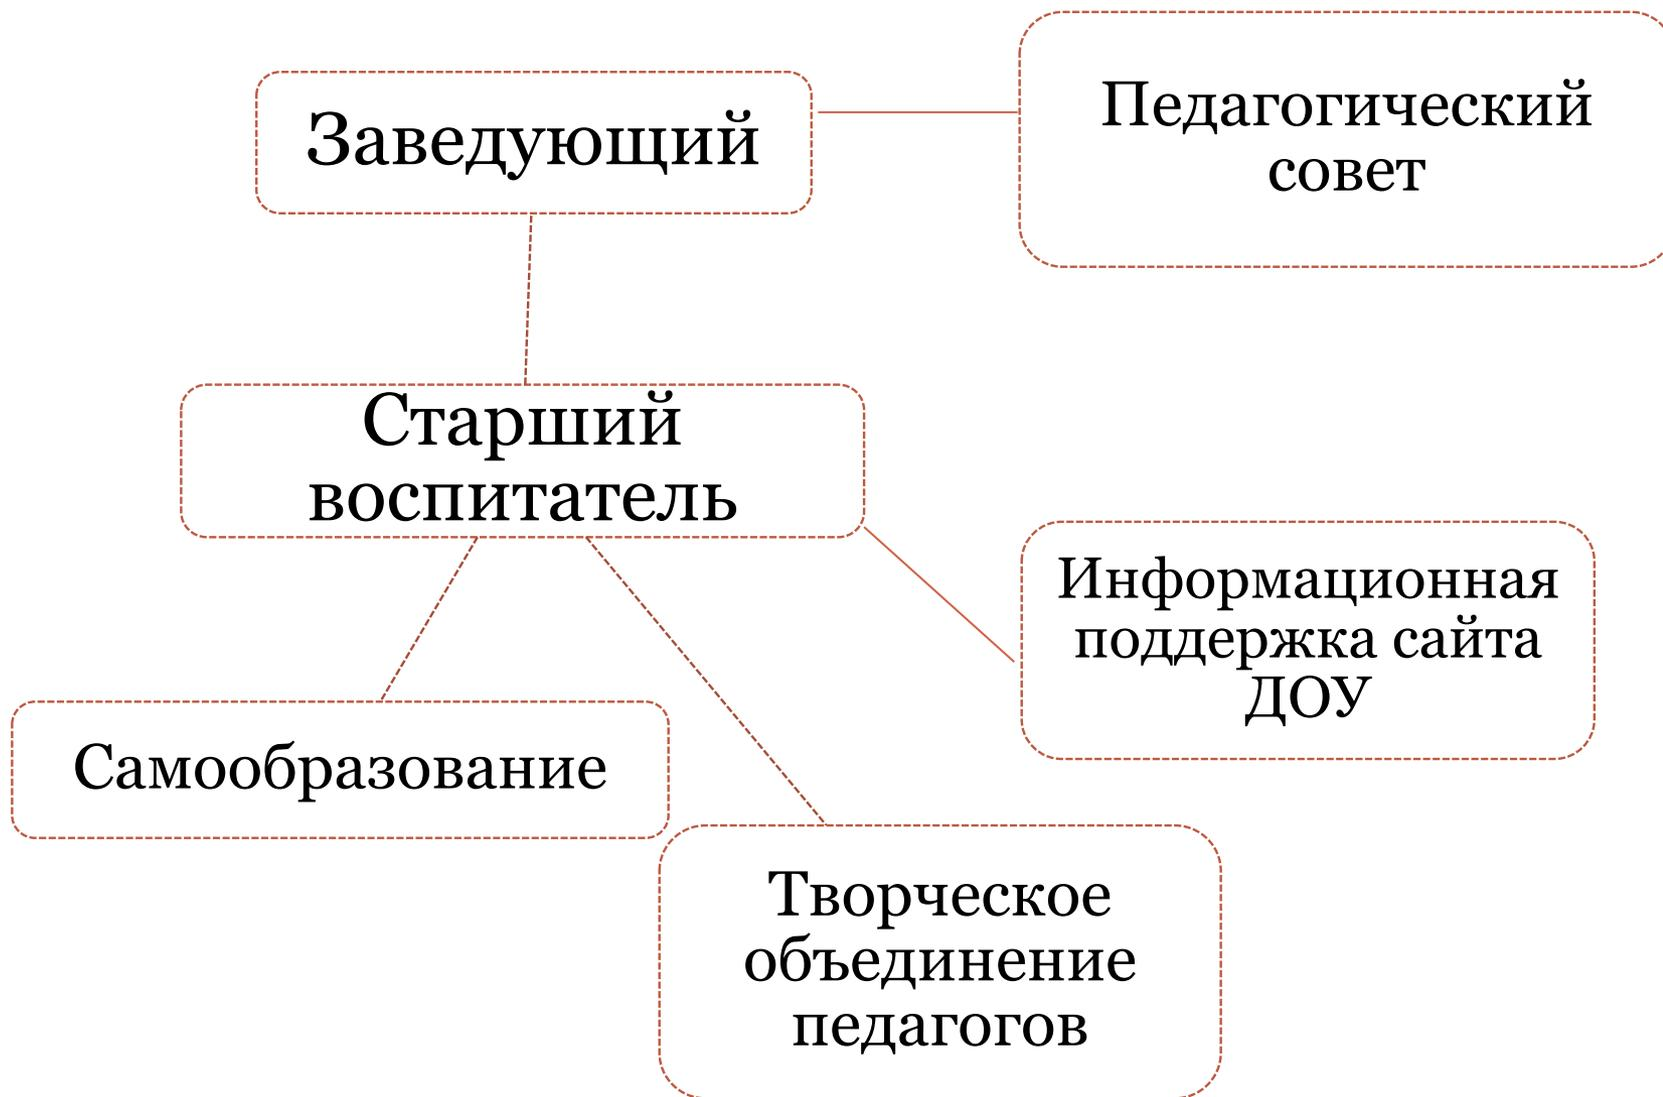 Заведующий
Педагогический
совет
Старший
воспитатель
Информационная
поддержка сайта
ДОУ
Самообразование
Творческое
объединение
педагогов